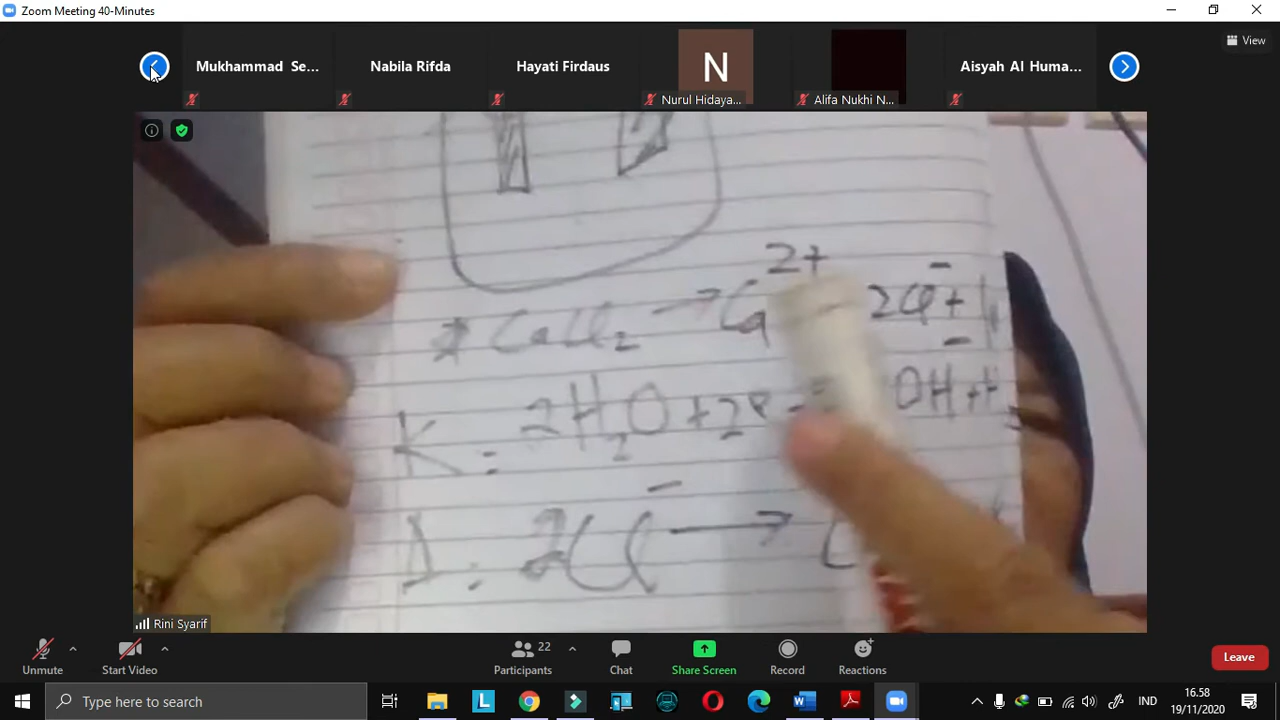 Zoom Meeting 40-Minutes
View
Mukhammad Se...
Nabila Rifda
Hayati Firdaus
N
Nurul Hidaya...
Alifa Nukhi N...
Aisyah Al Huma...
2+ -
* CaCl2 → Ca 2Cl +
-
K : 2H2O + 2e OH + H
-
A : 2Cl →
Rini Syarif
Unmute
Start Video
22
Participants
Chat
Share Screen
Record
Reactions
Leave
Type here to search
L
W
IND
16.58
19/11/2020